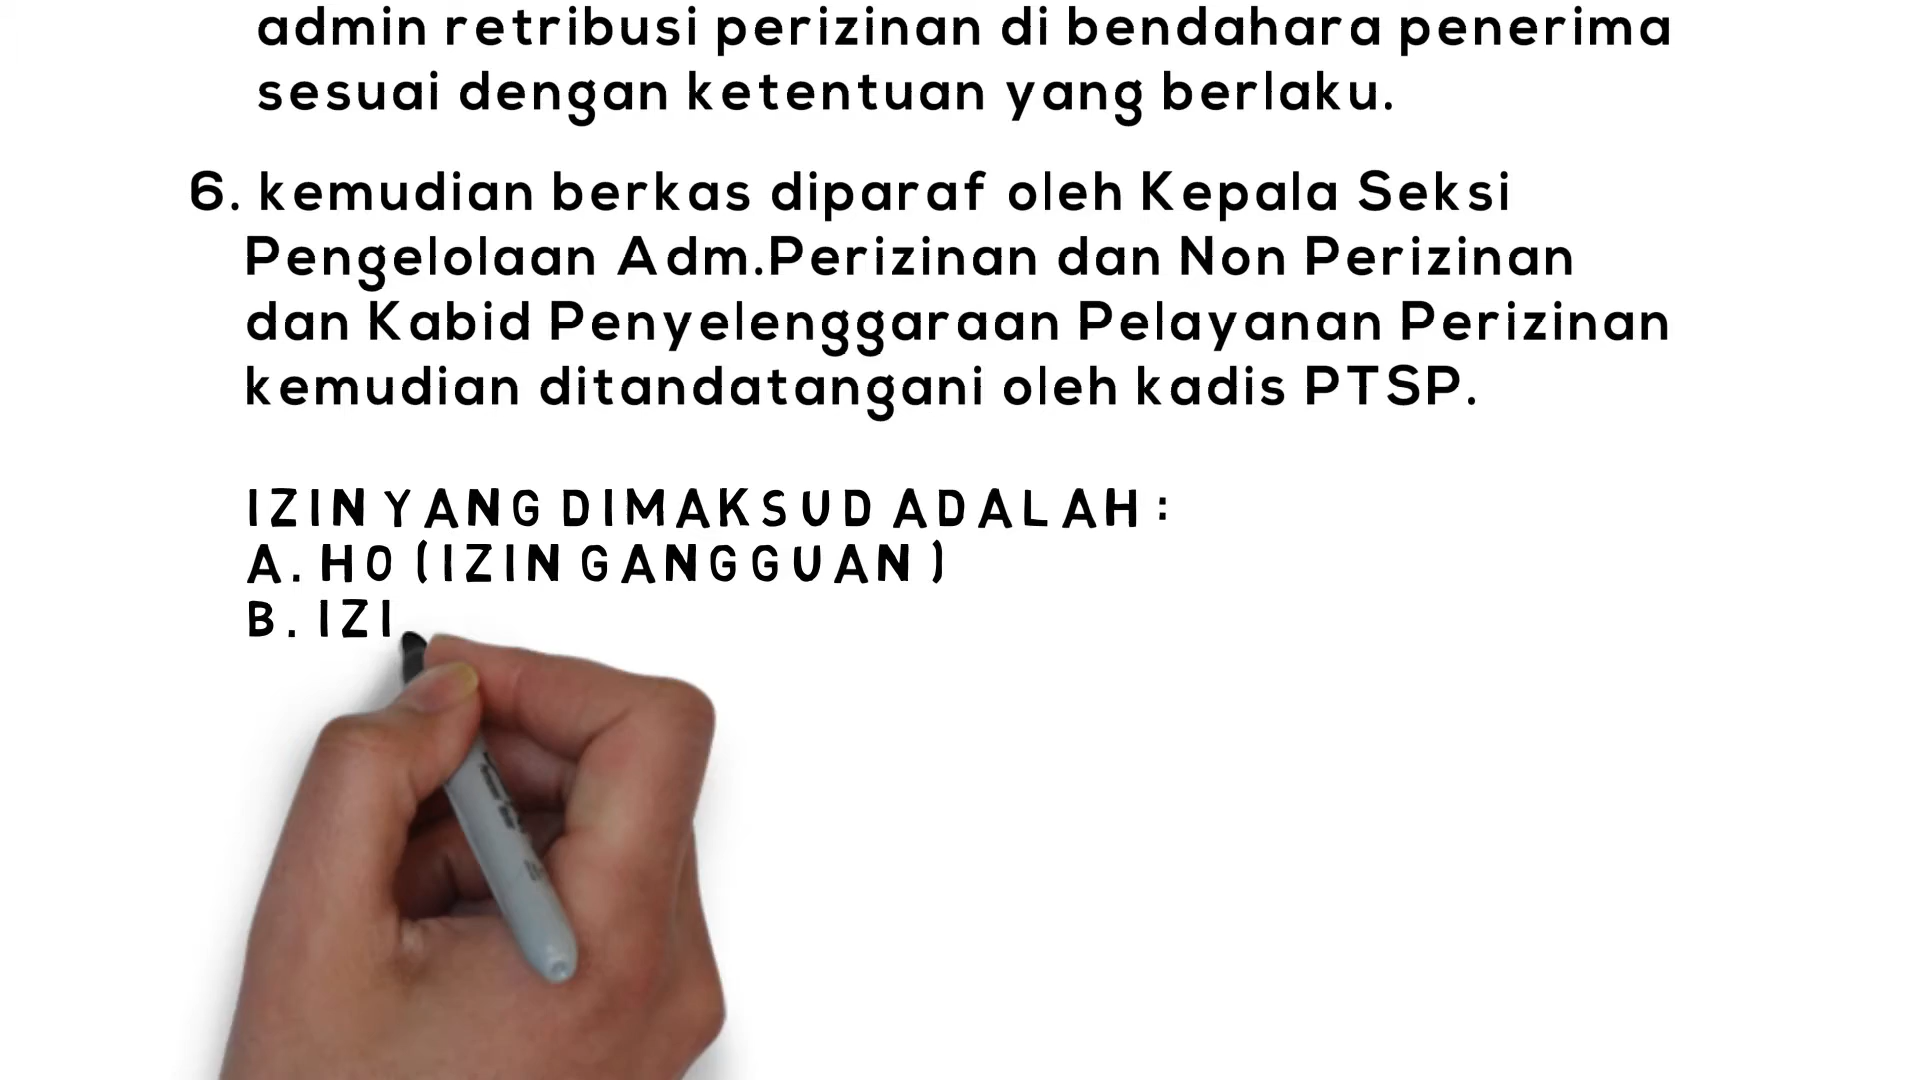 admin retribusi perizinan di bendahara penerima
sesuai dengan ketentuan yang berlaku.
6. kemudian berkas diparaf oleh Kepala Seksi
Pengelolaan Adm.Perizinan dan Non Perizinan
dan Kabid Penyelenggaraan Pelayanan Perizinan
kemudian ditandatangani oleh kadis PTSP.
IZIN YANG DIMAKSUD ADALAH :
A. HO (IZIN GANGGUAN)
B. IZI